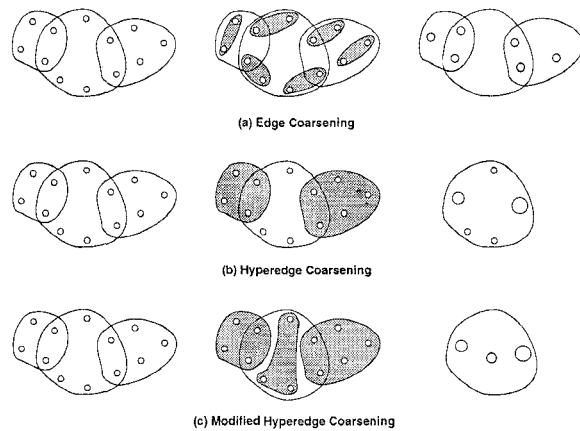 (a) Edge Coarsening
(b) Hyperedge Coarsening
(c) Modified Hyperedge Coarsening